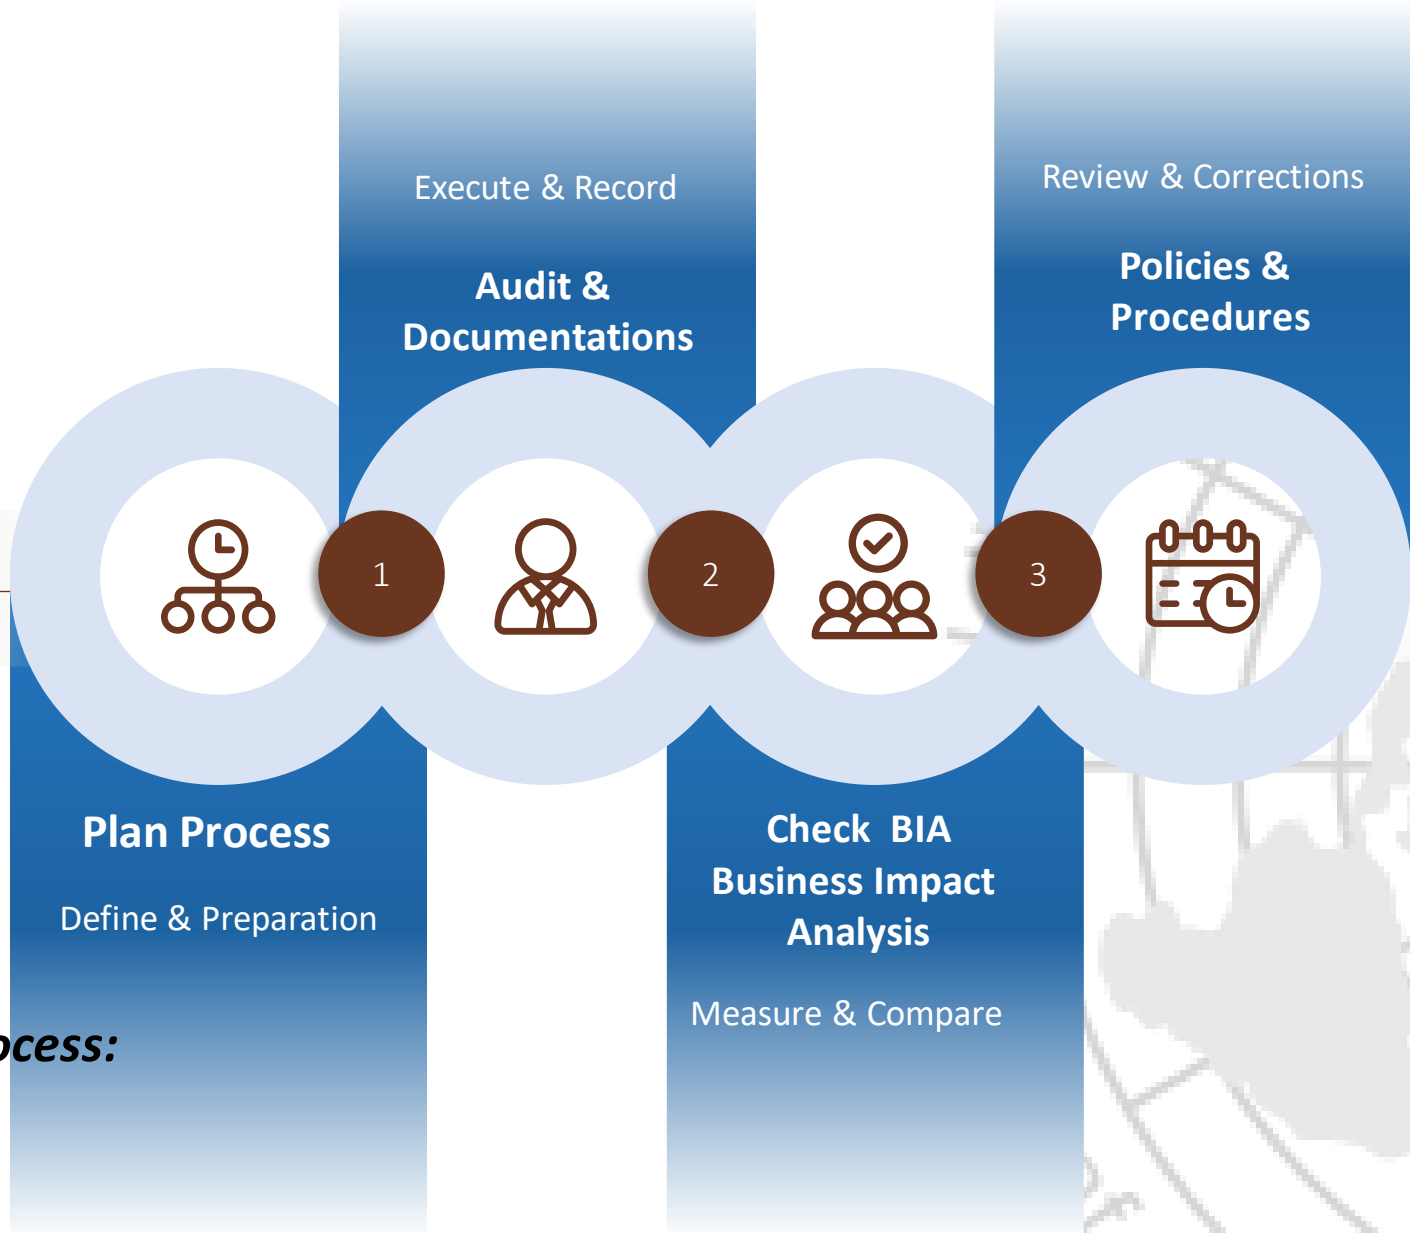 Execute & Record
Audit &
Documentations
Review & Corrections
Policies &
Procedures
1
2
3
Plan Process
Define & Preparation
Check BIA
Business Impact
Analysis
Measure & Compare